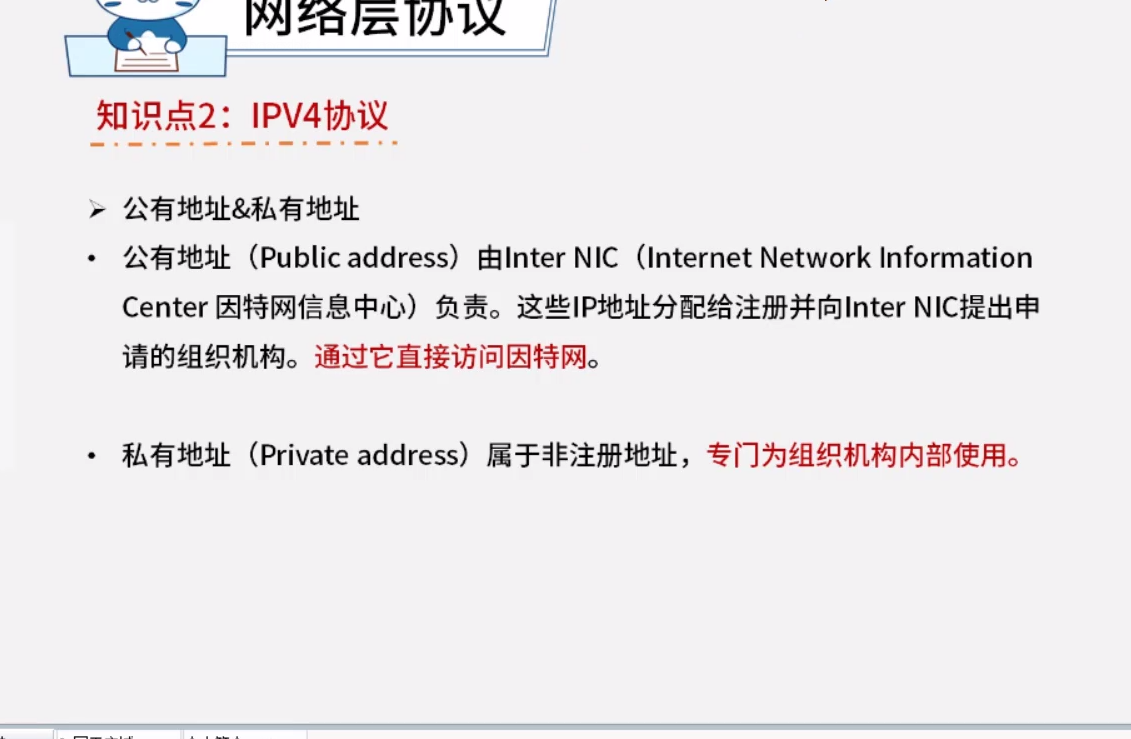 网络层协议
知识点2：IPV4协议
➢ 公有地址&私有地址
• 公有地址（Public address）由Inter NIC（Internet Network Information
Center 因特网信息中心）负责。这些IP地址分配给注册并向Inter NIC提出申
请的组织机构。通过它直接访问因特网。
• 私有地址（Private address）属于非注册地址，专门为组织机构内部使用。